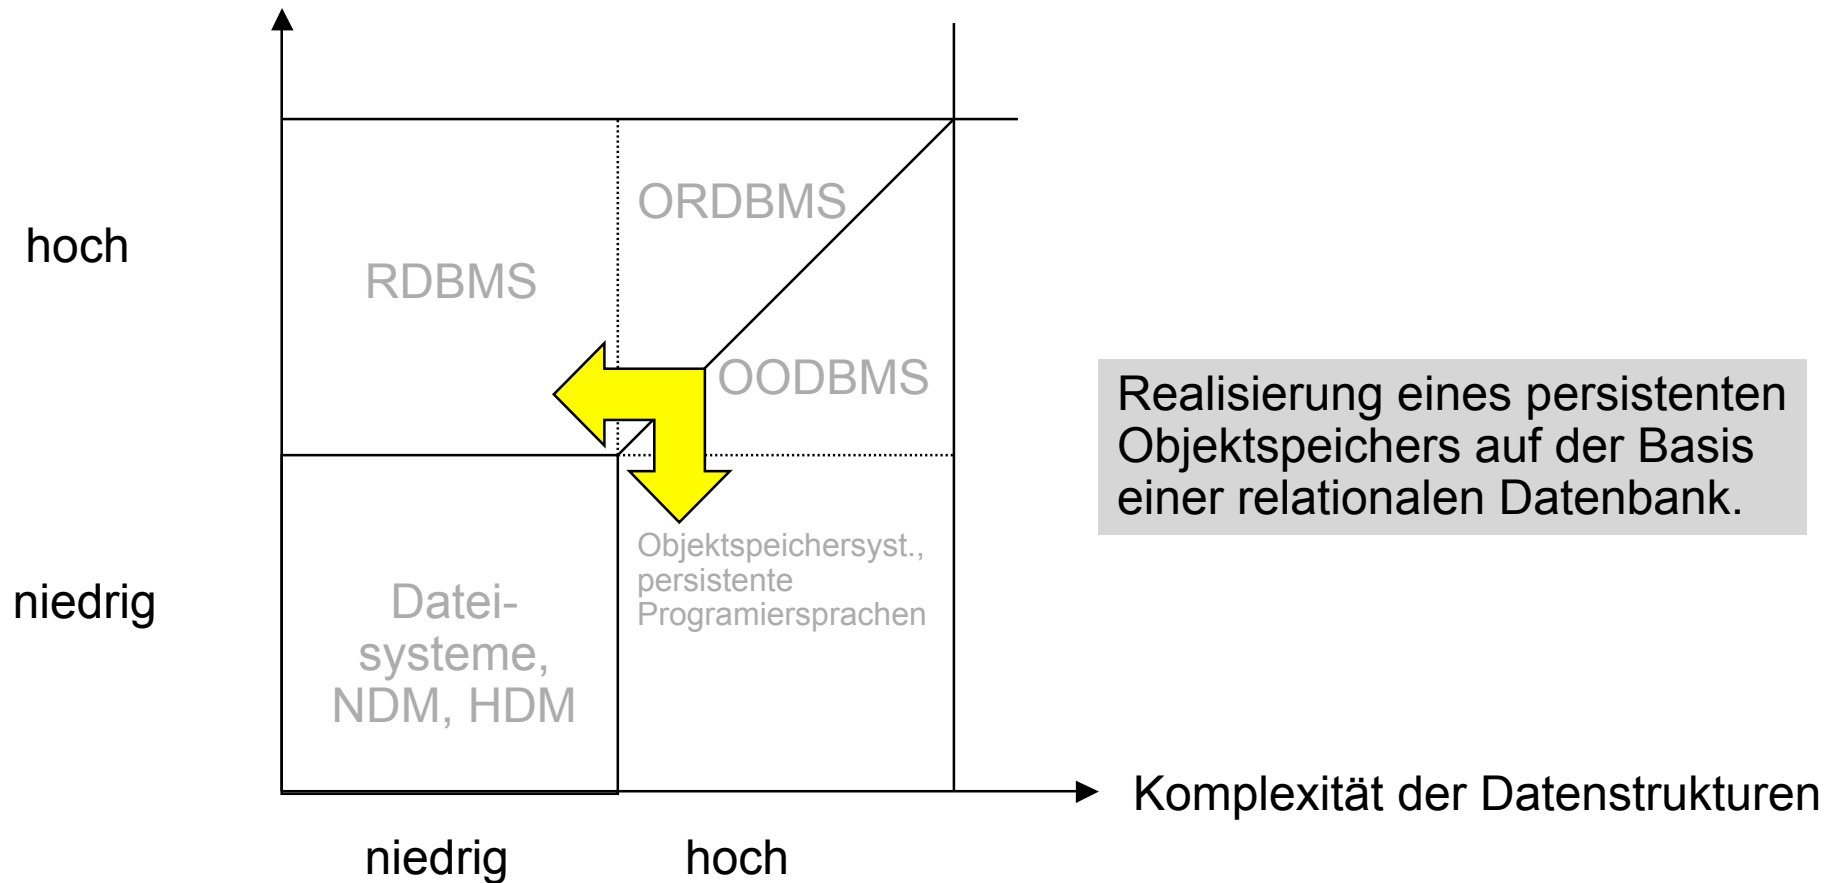 hoch
ORDBMS
RDBMS
OODBMS
Realisierung eines persistenten
Objektspeichers auf der Basis
einer relationalen Datenbank.
niedrig
Datei-
systeme,
NDM, HDM
Objektspeichersyst.,
persistente
Programiersprachen
Komplexität der Datenstrukturen
niedrig
hoch